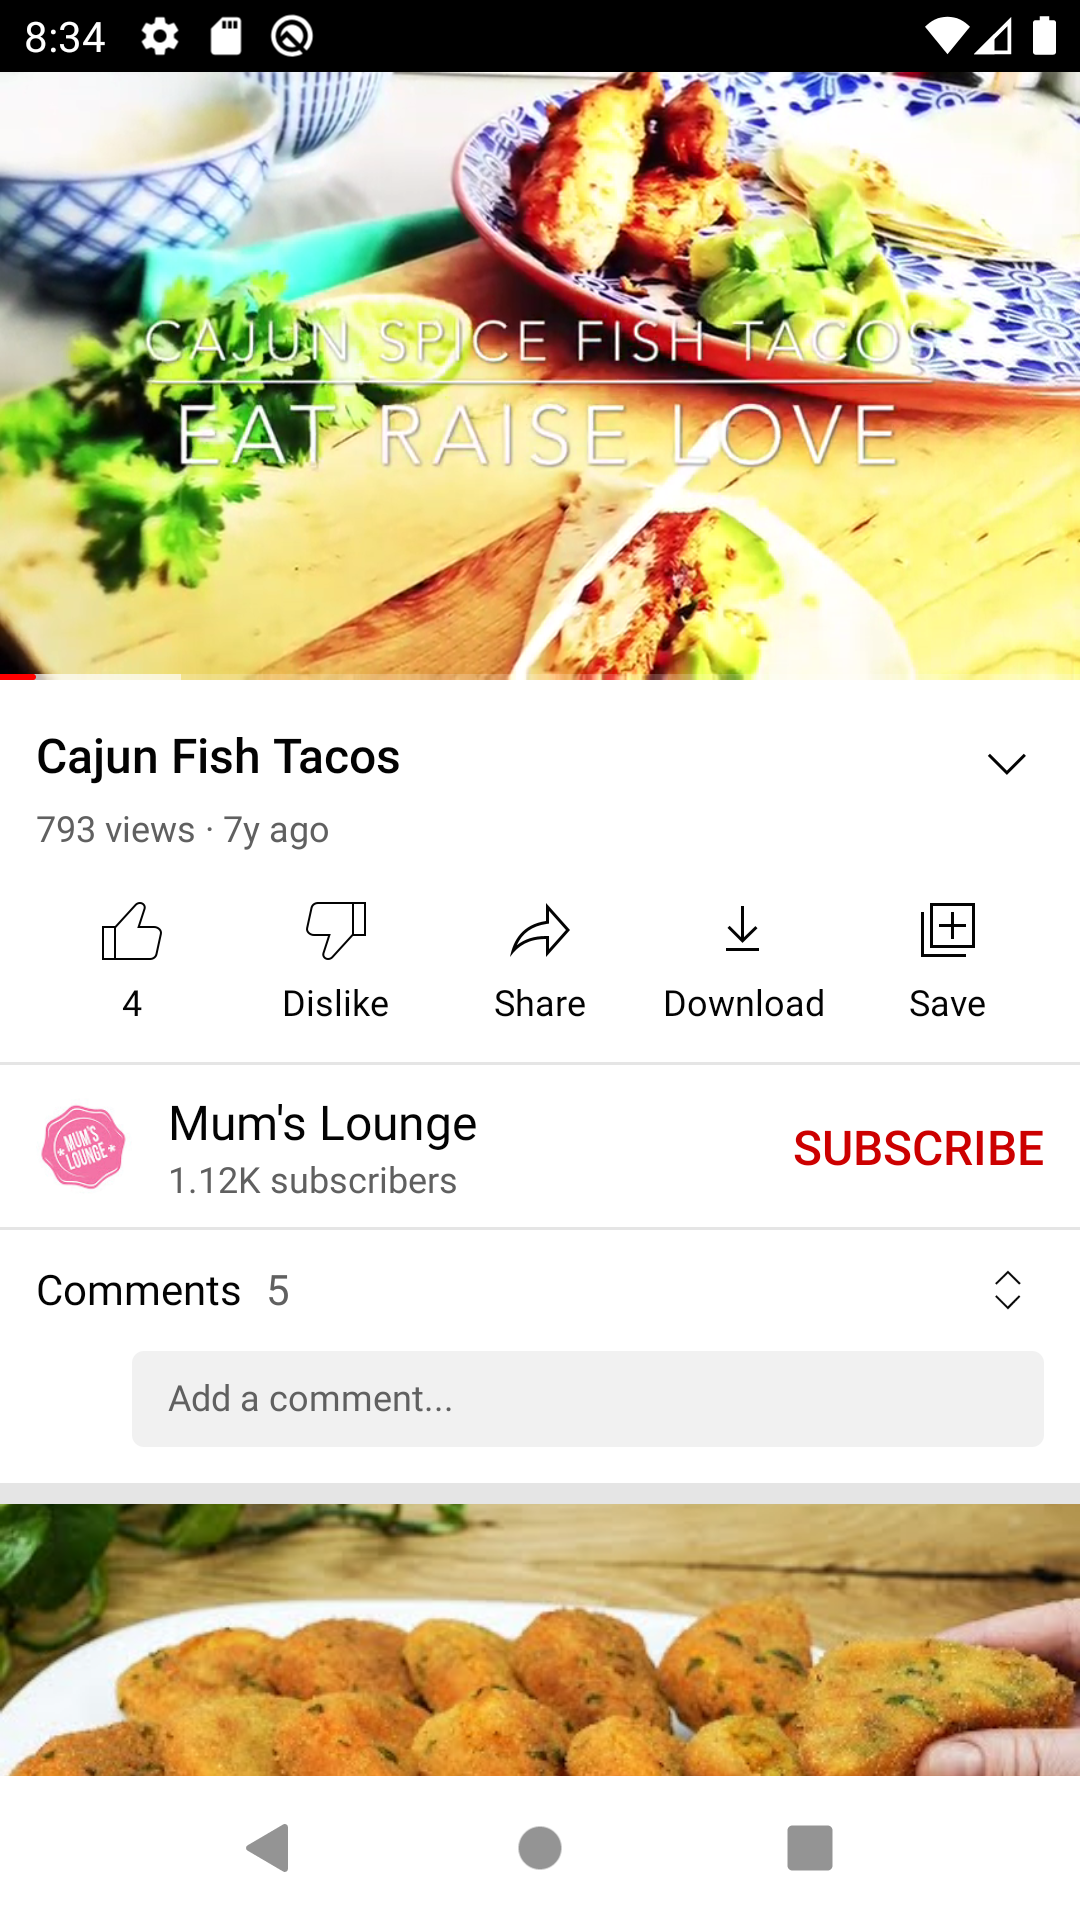 8:34
CAJUN SPICE FISH TACOS
EAT RAISE LOVE
Cajun Fish Tacos
793 views · 7y ago
4
Dislike
Share
Download
Save
MUM'S
LOUNGE
Mum's Lounge
1.12K subscribers
SUBSCRIBE
Comments 5
Add a comment...